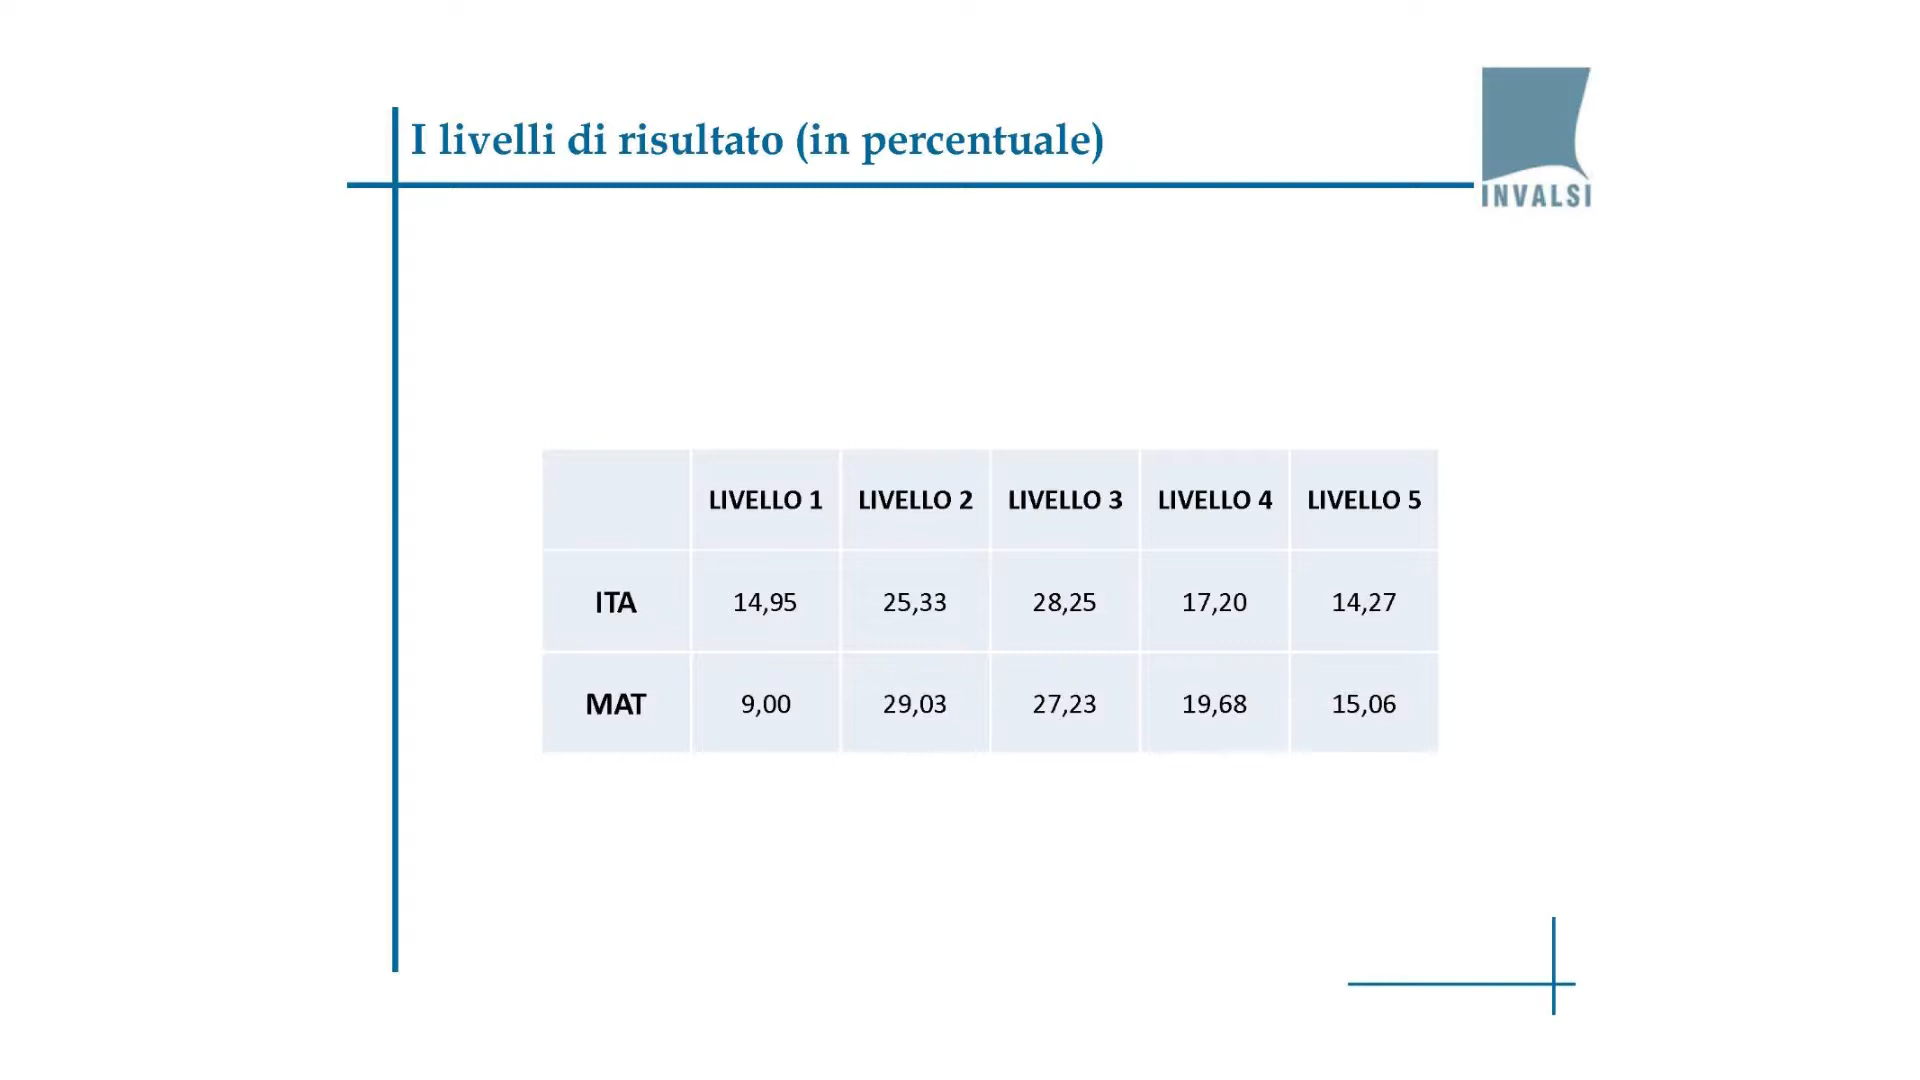 I livelli di risultato (in percentuale)
INVALSI
LIVELLO 1 LIVELLO 2 LIVELLO 3 LIVELLO 4 LIVELLO 5
ITA 14,95 25,33 28,25 17,20 14,27
MAT 9,00 29,03 27,23 19,68 15,06